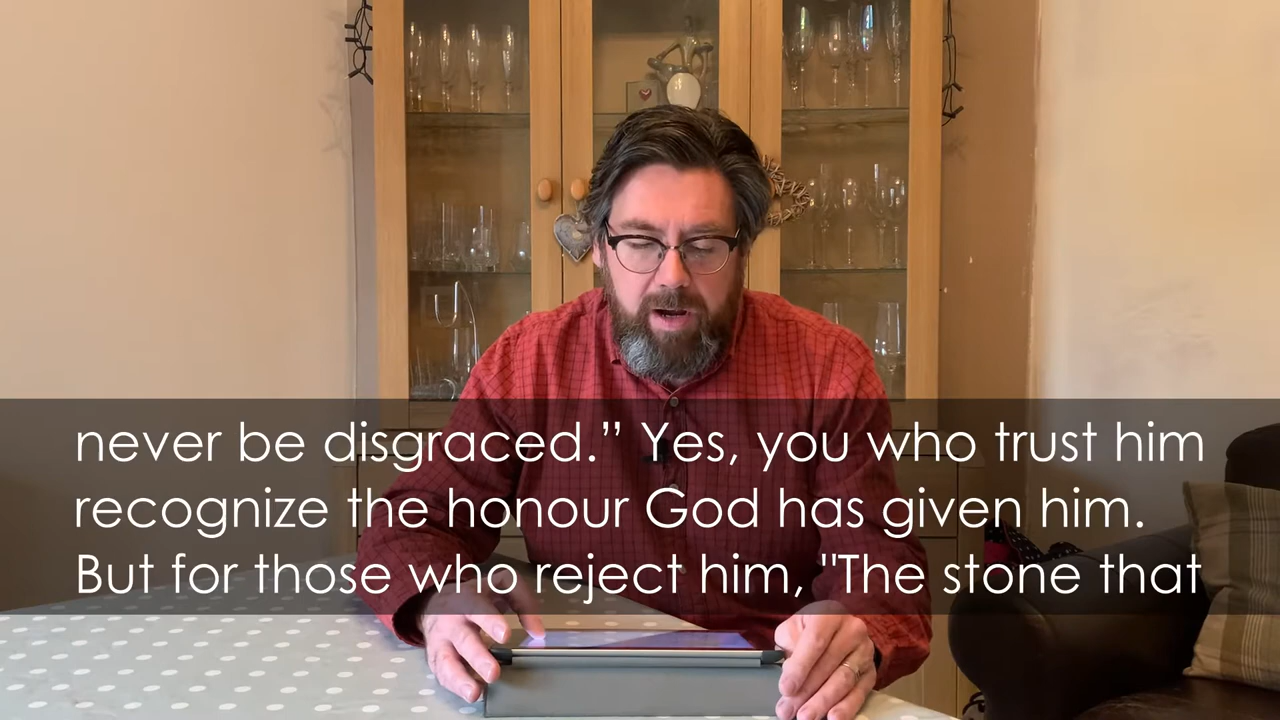 never be disgraced.” Yes, you who trust him
recognize the honour God has given him.
But for those who reject him, "The stone that